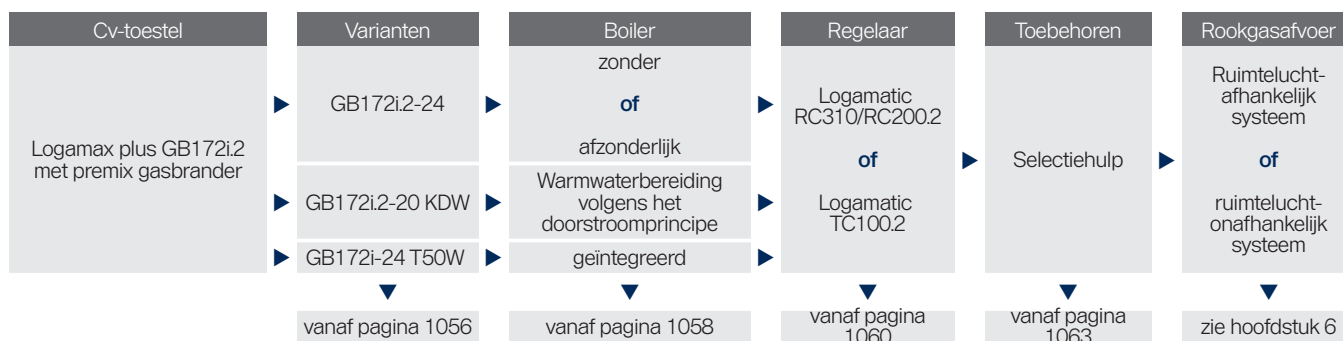 Cv-toestel
Varianten
Boiler
Regelaar
Toebehoren
Rookgasafvoer
Logamax plus GB172i.2
met premix gasbrander
GB172i.2-24
GB172i.2-20 KDW
GB172i-24 T50W
zonder
of
afzonderlijk
Warmwaterbereiding
volgens het
doorstroomprincipe
geïntegreerd
Logamatic
RC310/RC200.2
of
Logamatic
TC100.2
Selectiehulp
Ruimtelucht-
afhankelijk
systeem
of
ruimtelucht-
onafhankelijk
systeem
vanaf pagina 1056
vanaf pagina 1058
vanaf pagina
1060
vanaf pagina
1063
zie hoofdstuk 6